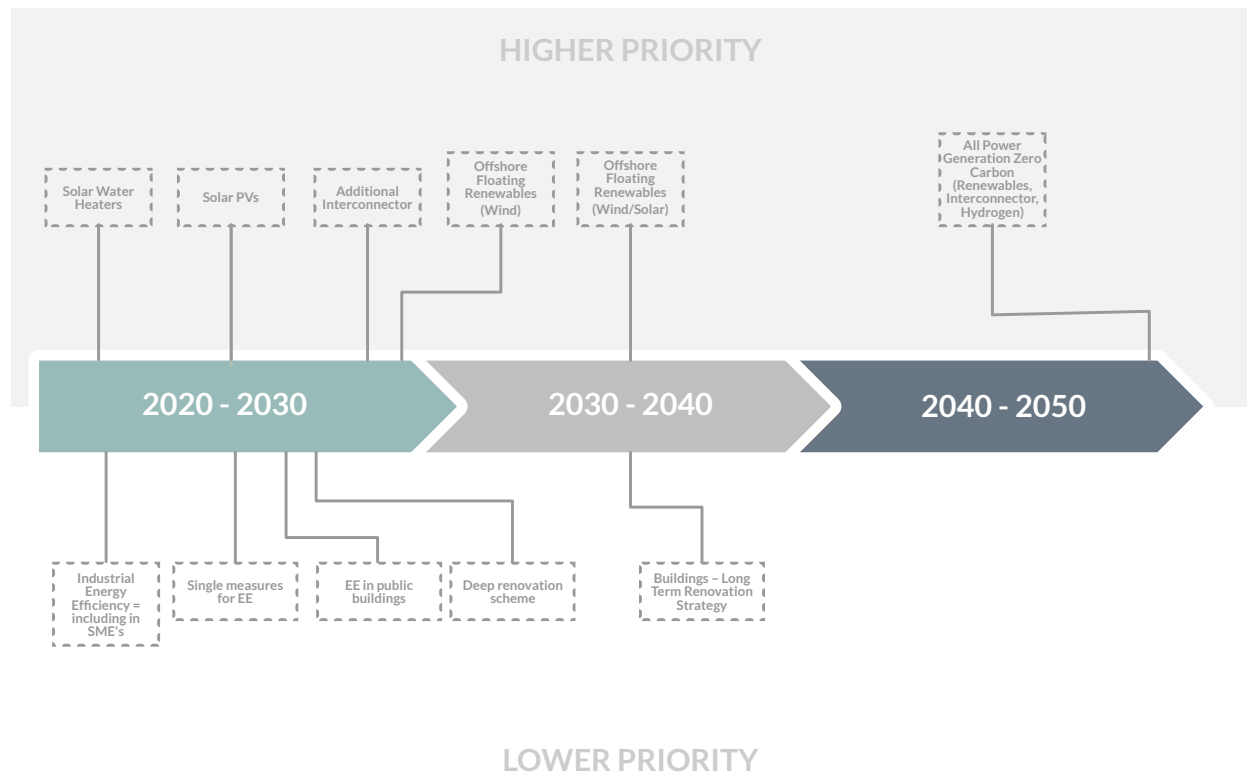 HIGHER PRIORITY
Solar Water
Heaters
Solar PVs
Additional
Interconnector
Offshore
Floating
Renewables
(Wind)
Offshore
Floating
Renewables
(Wind/Solar)
All Power
Generation Zero
Carbon
(Renewables,
Interconnector,
Hydrogen)
2020 - 2030
2030 - 2040
2040 - 2050
Industrial
Energy
Efficiency =
including in
SME's
Single measures
for EE
EE in public
buildings
Deep renovation
scheme
Buildings – Long
Term Renovation
Strategy
LOWER PRIORITY